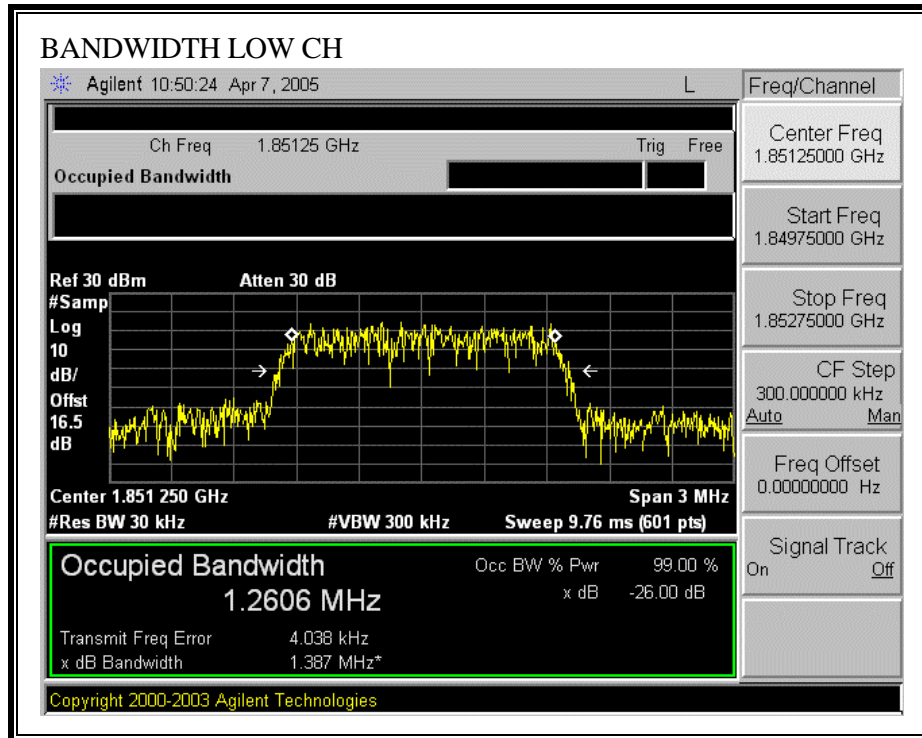 BANDWIDTH LOW CH
Agilent 10:50:24 Apr 7, 2005 L
Freq/Channel
Ch Freq 1.85125 GHz Trig Free
Occupied Bandwidth
Center Freq
1.85125000 GHz
Start Freq
1.84975000 GHz
Stop Freq
1.85275000 GHz
CF Step
300.000000 kHz
Auto Man
Freq Offset
0.00000000 Hz
Signal Track
On Off
Ref 30 dBm Atten 30 dB
#Samp
Log
10
dB/
Offst
16.5
dB
Center 1.851 250 GHz Span 3 MHz
#Res BW 30 kHz #VBW 300 kHz Sweep 9.76 ms (601 pts)
Occupied Bandwidth
1.2606 MHz
Occ BW % Pwr 99.00 %
x dB -26.00 dB
Transmit Freq Error 4.038 kHz
x dB Bandwidth 1.387 MHz*
Copyright 2000-2003 Agilent Technologies